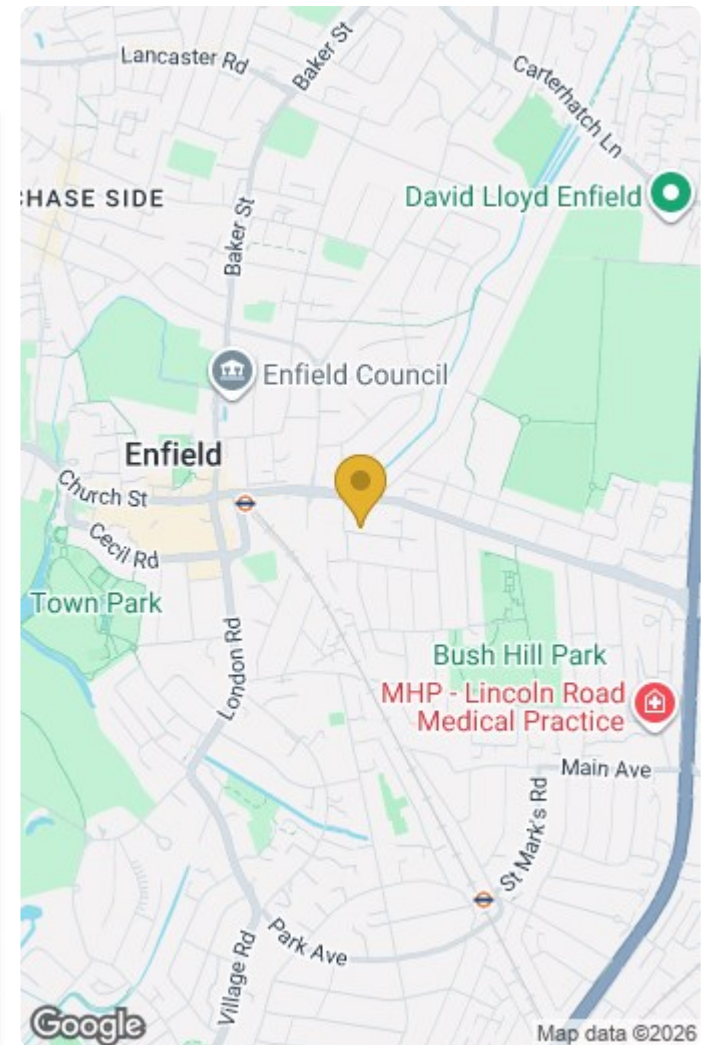 Lancaster Rd
Baker St
Carterhatch Ln
CHASE SIDE
David Lloyd Enfield
Baker St
Enfield Council
Enfield
Church St
Cecil Rd
Town Park
London Rd
Bush Hill Park
MHP - Lincoln Road
Medical Practice
Main Ave
St Mark's Rd
Park Ave
Village Rd
Google
Map data ©2026